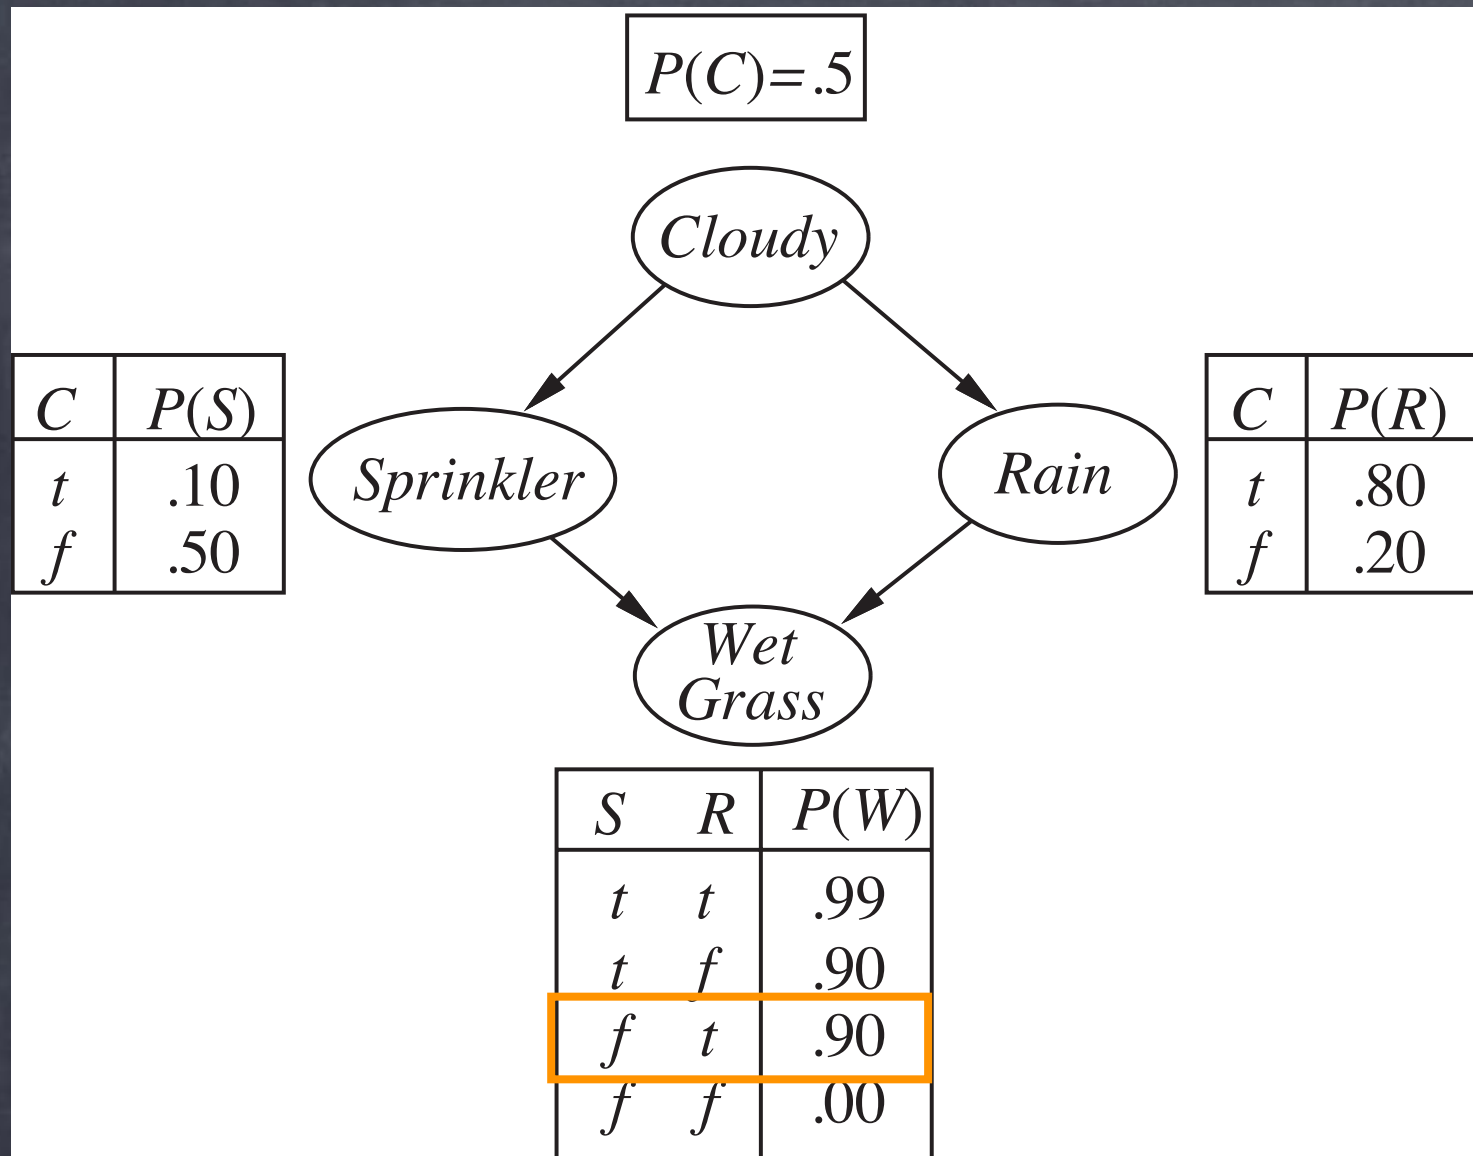 P(C)= .5
Cloudy
C P(S)
t .10
f .50
Sprinkler
Rain
C P(R)
t .80
f .20
Wet
Grass
S R P(W)
t t .99
t f .90
f t .90
f f .00